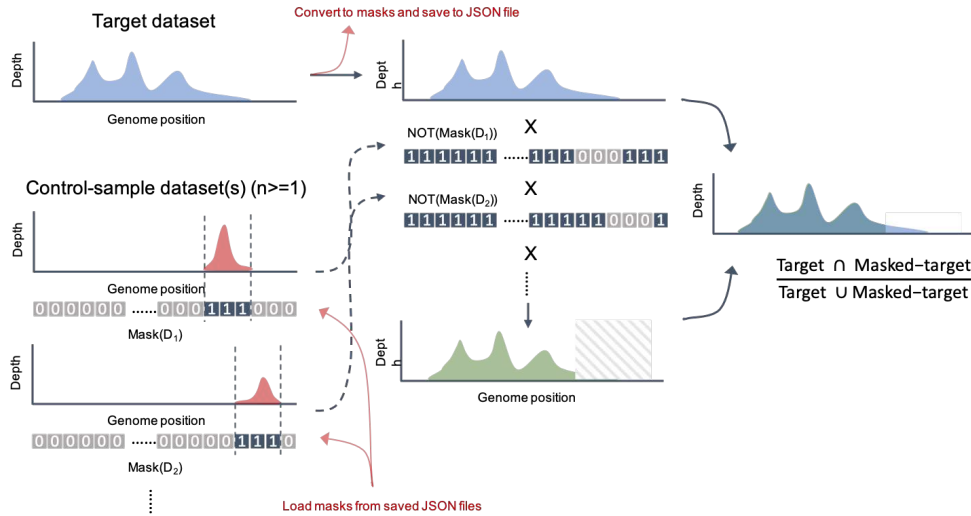 Target dataset
Convert to masks and save to JSON file
Depth
Genome position
Dept
h
X
NOT(Mask(D1))
111111 ...... 111000111
X
NOT(Mask(D2))
111111 ...... 111110001
X
Control-sample dataset(s) (n>=1)
Depth
Genome position
000000 ...... 000111000
Mask(D1)
Depth
Genome position
000000 ...... 000001110
Mask(D2)
Load masks from saved JSON files
Dept
h
Genome position
Depth
Target ∩ Masked-target
Target ∪ Masked-target